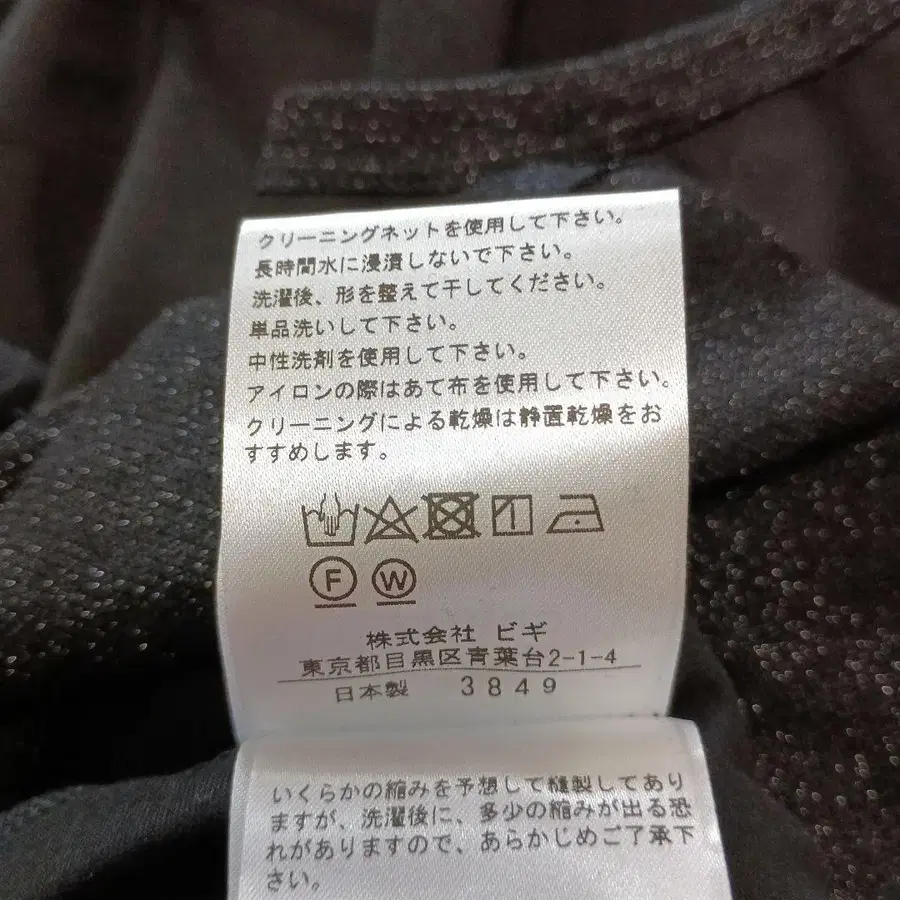 クリーニングネットを使用して下さい。
長時間水に浸漬しないで下さい。
洗濯後、形を整えて干してください。
単品洗いして下さい。
中性洗剤を使用して下さい。
アイロンの際はあて布を使用して下さい。
クリーニングによる乾燥は静置乾燥をお
すすめします。
F W
株式会社 ビギ
東京都目黒区青葉台2-1-4
日本製 3849
いくらかの縮みを予想して縫製してあり
ますが、洗濯後に、多少の縮みが出る恐
れがありますので、あらかじめご了承下
さい。